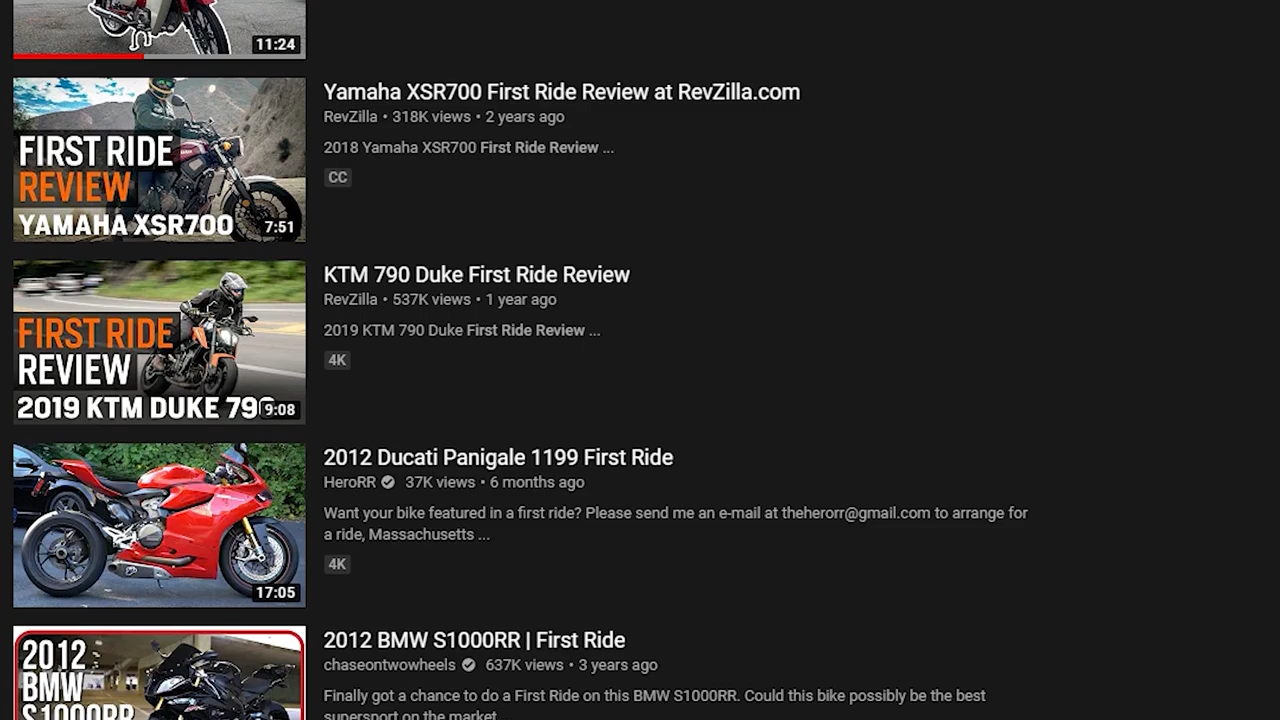 11:24
FIRST RIDE
REVIEW
YAMAHA XSR700
7:51
Yamaha XSR700 First Ride Review at RevZilla.com
RevZilla • 318K views • 2 years ago
2018 Yamaha XSR700 First Ride Review ...
CC
FIRST RIDE
REVIEW
2019 KTM DUKE 790
9:08
KTM 790 Duke First Ride Review
RevZilla • 537K views • 1 year ago
2019 KTM 790 Duke First Ride Review ...
4K
17:05
2012 Ducati Panigale 1199 First Ride
HeroRR 37K views • 6 months ago
Want your bike featured in a first ride? Please send me an e-mail at theherorr@gmail.com to arrange for
a ride, Massachusetts ...
4K
2012
BMW
S1000RR
2012 BMW S1000RR | First Ride
chaseontwowheels 637K views • 3 years ago
Finally got a chance to do a First Ride on this BMW S1000RR. Could this bike possibly be the best
supersport on the market